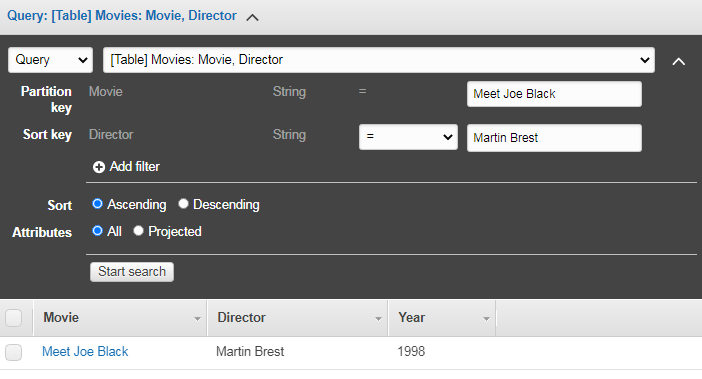 Query: [Table] Movies: Movie, Director
Query [Table] Movies: Movie, Director
Partition key Movie String = Meet Joe Black
Sort key Director String = Martin Brest
Add filter
Sort Ascending Descending
Attributes All Projected
Start search
Movie Director Year
Meet Joe Black Martin Brest 1998